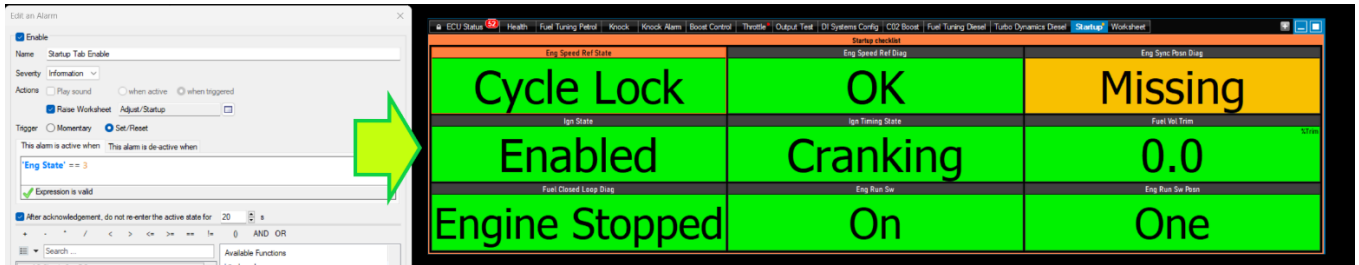 Edit an Alarm
Enable
Name Startup Tab Enable
Severity Information
Actions Play sound when active when triggered
Raise Worksheet Adjust/Startup
Trigger Momentary Set/Reset
This alarm is active when This alarm is de-active when
'Eng State' == 3
Expression is valid
After acknowledgement, do not re-enter the active state for 20 s
+ - * / < > <= >= == != () AND OR
Search ...
Available Functions
ECU Status 52 Health Fuel Tuning Petrol Knock Knock Alarm Boost Control Throttle Output Test DI Systems Config C02 Boost Fuel Tuning Diesel Turbo Dynamics Diesel Startup Worksheet
Startup checklist
Eng Speed Ref State Eng Speed Ref Diag Eng Sync Posn Diag
Cycle Lock OK Missing
Ign State Ign Timing State Fuel Vol Trim
%Trim
Enabled Cranking 0.0
Fuel Closed Loop Diag Eng Run Sw Eng Run Sw Posn
Engine Stopped On One